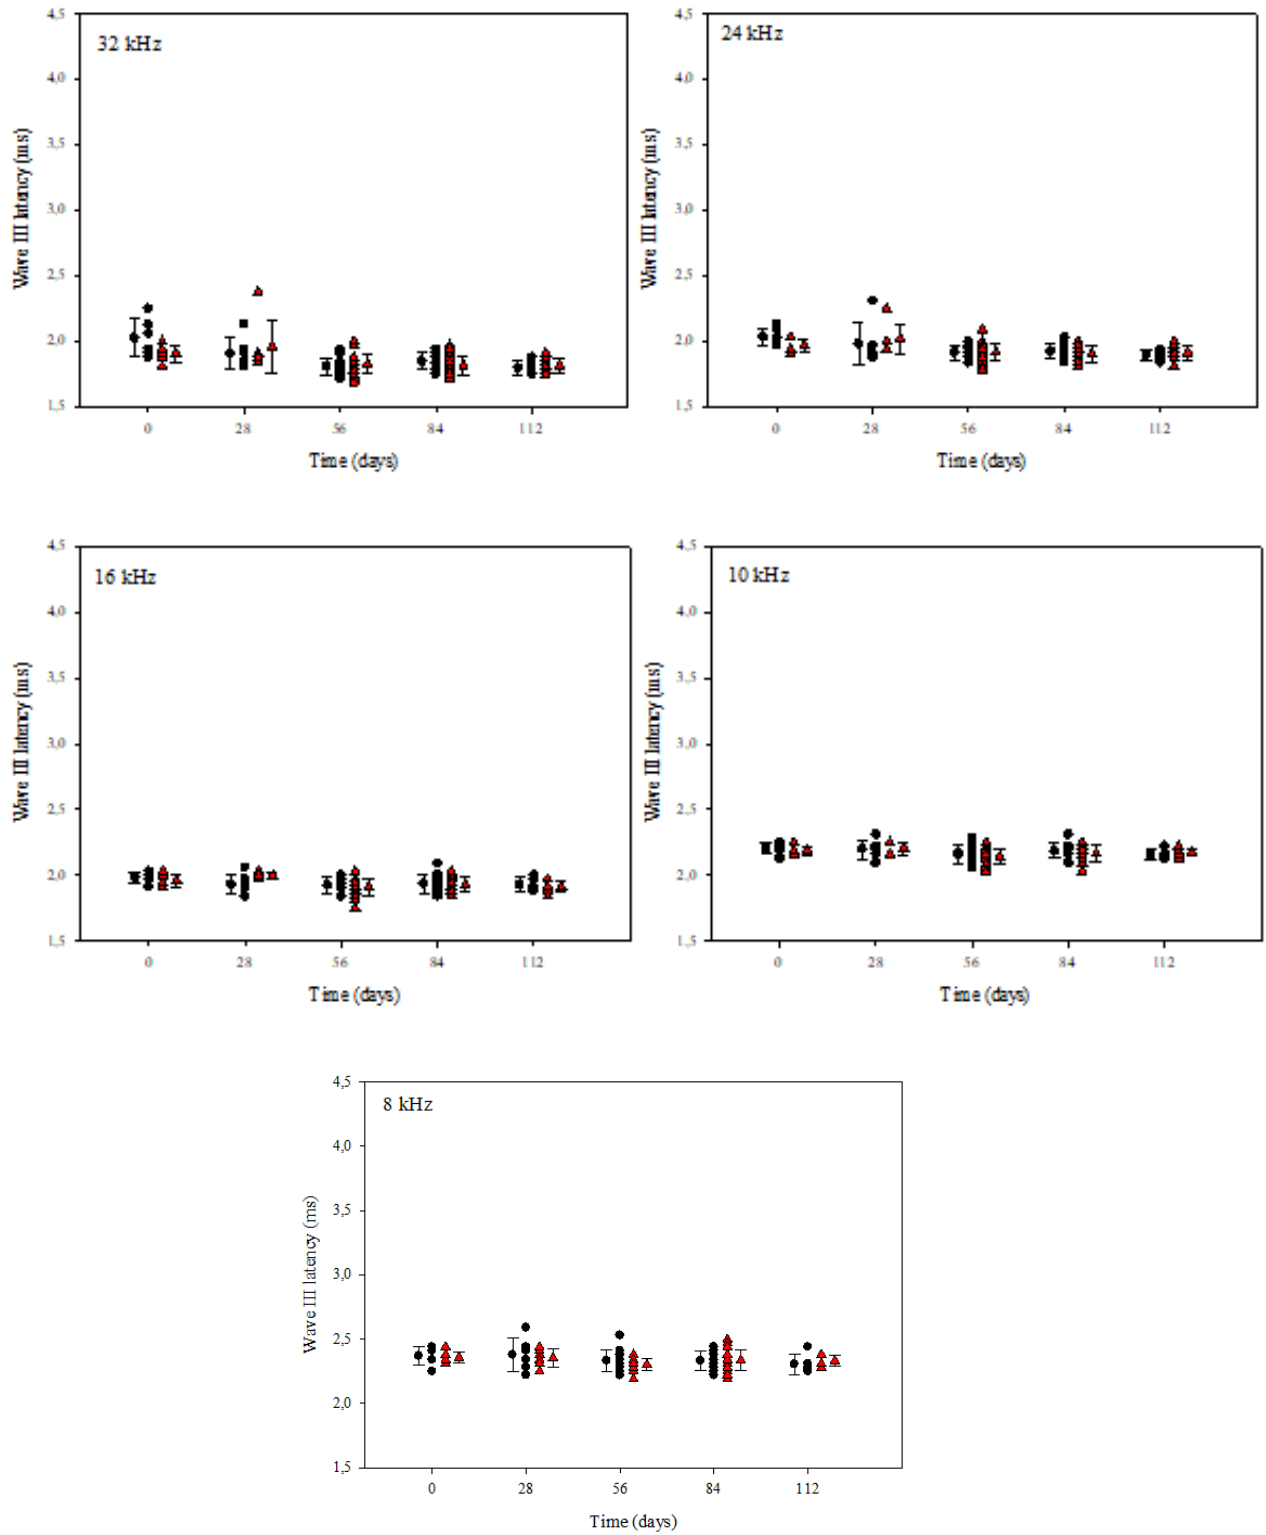 4,5
32 kHz
4,0
3,5
3,0
2,5
2,0
1,5
Wave III latency (ms)
0 28 56 84 112
Time (days)
4,5
24 kHz
4,0
3,5
3,0
2,5
2,0
1,5
Wave III latency (ms)
0 28 56 84 112
Time (days)
4,5
16 kHz
4,0
3,5
3,0
2,5
2,0
1,5
Wave III latency (ms)
0 28 56 84 112
Time (days)
4,5
10 kHz
4,0
3,5
3,0
2,5
2,0
1,5
Wave III latency (ms)
0 28 56 84 112
Time (days)
4,5
8 kHz
4,0
3,5
3,0
2,5
2,0
1,5
Wave III latency (ms)
0 28 56 84 112
Time (days)